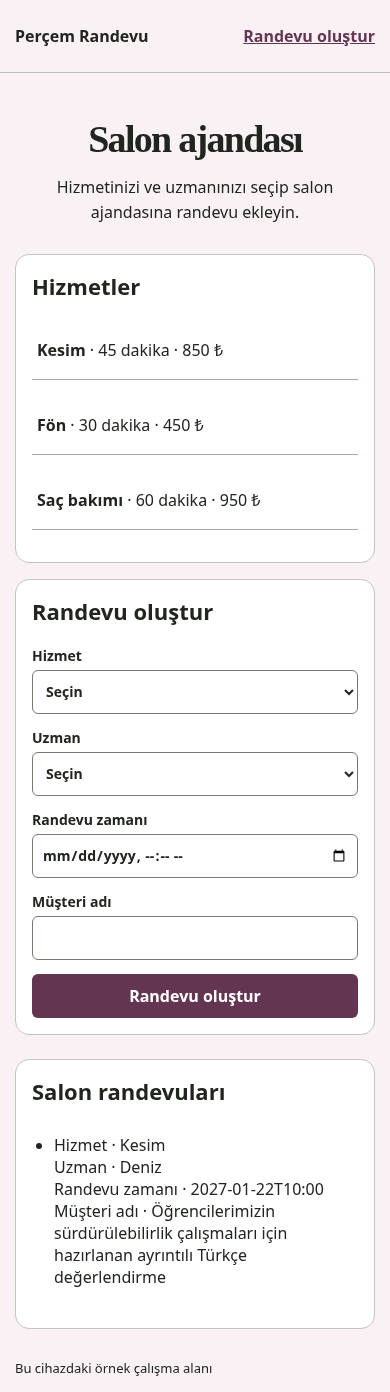 Perçem Randevu
Randevu oluştur
Salon ajandası
Hizmetinizi ve uzmanınızı seçip salon
ajandasına randevu ekleyin.
Hizmetler
Kesim · 45 dakika · 850 ₺
Fön · 30 dakika · 450 ₺
Saç bakımı · 60 dakika · 950 ₺
Randevu oluştur
Hizmet
Seçin
Uzman
Seçin
Randevu zamanı
mm/dd/yyyy, --:-- --
Müşteri adı
Randevu oluştur
Salon randevuları
Hizmet · Kesim
Uzman · Deniz
Randevu zamanı · 2027-01-22T10:00
Müşteri adı · Öğrencilerimizin
sürdürülebilirlik çalışmaları için
hazırlanan ayrıntılı Türkçe
değerlendirme
Bu cihazdaki örnek çalışma alanı